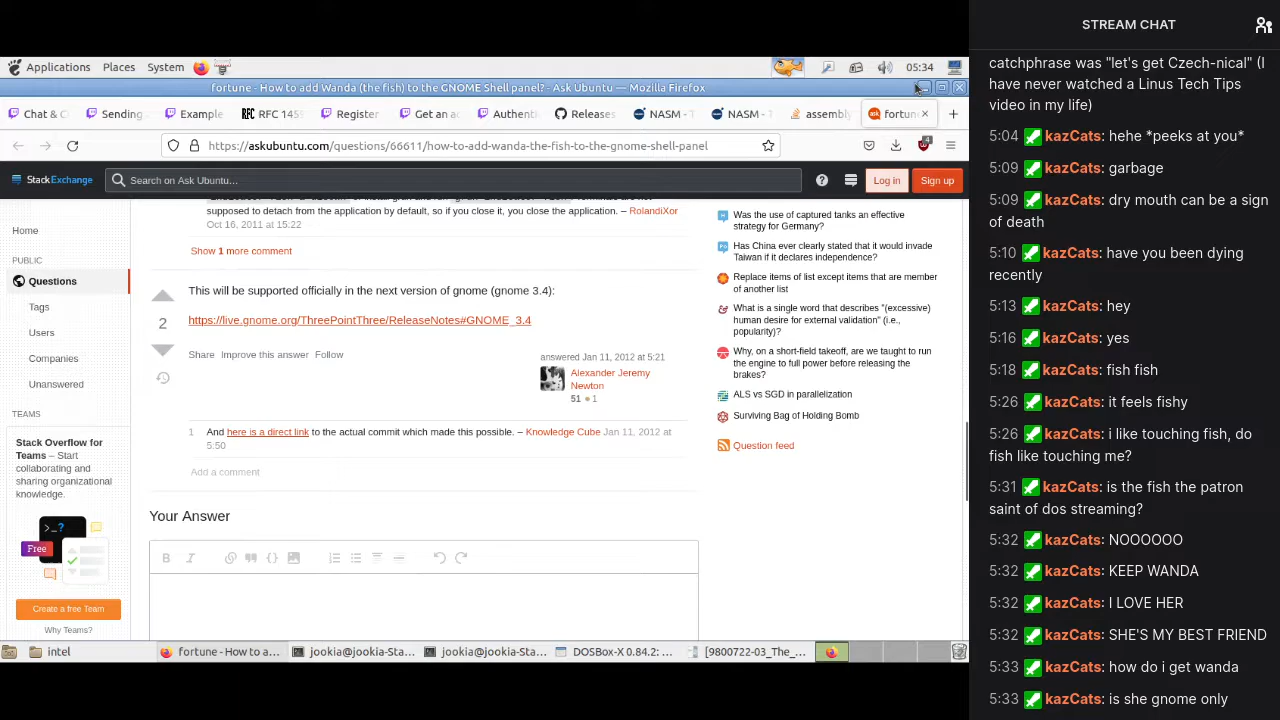 Applications Places System 05:34
fortune - How to add Wanda (the fish) to the GNOME Shell panel? - Ask Ubuntu — Mozilla Firefox
Chat & C Sending Example RFC 145 Register Get an a Authenti Releases NASM - NASM - assembly fortun
https://askubuntu.com/questions/66611/how-to-add-wanda-the-fish-to-the-gnome-shell-panel 4
StackExchange Search on Ask Ubuntu... Log in Sign up
Home
PUBLIC
Questions
Tags
Users
Companies
Unanswered
TEAMS
Stack Overflow for
Teams – Start
collaborating and
sharing organizational
knowledge.
>_?
Free
Create a free Team
Why Teams?
supposed to detach from the application by default, so if you close it, you close the application. – RolandiXor
Oct 16, 2011 at 15:22
Show 1 more comment
This will be supported officially in the next version of gnome (gnome 3.4):
2
https://live.gnome.org/ThreePointThree/ReleaseNotes#GNOME_3.4
Share Improve this answer Follow
answered Jan 11, 2012 at 5:21
Alexander Jeremy
Newton
51 1
1 And here is a direct link to the actual commit which made this possible. – Knowledge Cube Jan 11, 2012 at
5:50
Add a comment
Your Answer
B I
Was the use of captured tanks an effective
strategy for Germany?
Has China ever clearly stated that it would invade
Taiwan if it declares independence?
Replace items of list except items that are member
of another list
What is a single word that describes "(excessive)
human desire for external validation" (i.e.,
popularity)?
Why, on a short-field takeoff, are we taught to run
the engine to full power before releasing the
brakes?
ALS vs SGD in parallelization
Surviving Bag of Holding Bomb
Question feed
intel fortune - How to a... jookia@jookia-Sta... jookia@jookia-Sta... DOSBox-X 0.84.2: ... [9800722-03_The_...
STREAM CHAT
catchphrase was "let's get Czech-nical" (I
have never watched a Linus Tech Tips
video in my life)
5:04 kazCats: hehe *peeks at you*
5:09 kazCats: garbage
5:09 kazCats: dry mouth can be a sign
of death
5:10 kazCats: have you been dying
recently
5:13 kazCats: hey
5:16 kazCats: yes
5:18 kazCats: fish fish
5:26 kazCats: it feels fishy
5:26 kazCats: i like touching fish, do
fish like touching me?
5:31 kazCats: is the fish the patron
saint of dos streaming?
5:32 kazCats: NOOOOOO
5:32 kazCats: KEEP WANDA
5:32 kazCats: I LOVE HER
5:32 kazCats: SHE'S MY BEST FRIEND
5:33 kazCats: how do i get wanda
5:33 kazCats: is she gnome only